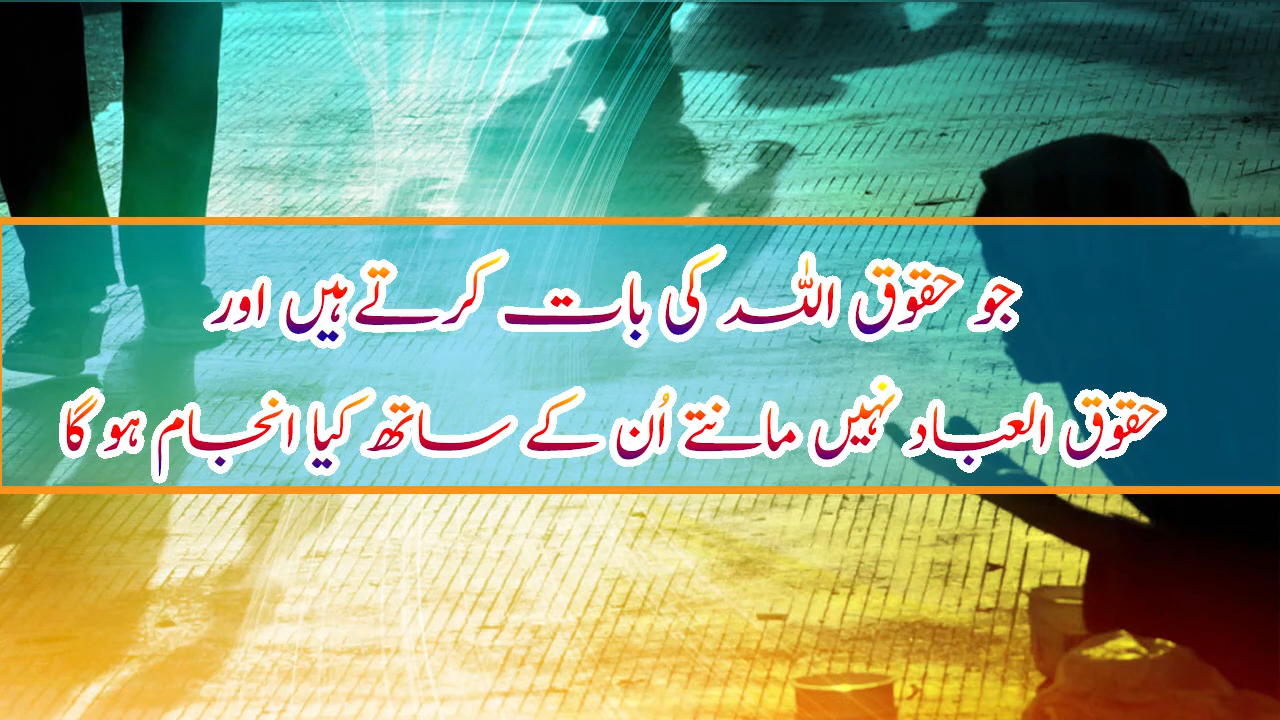 جو حقوق اللہ کی بات کرتے ہیں اور
حقوق العباد نہیں مانتے اُن کے ساتھ کیا انجام ہو گا